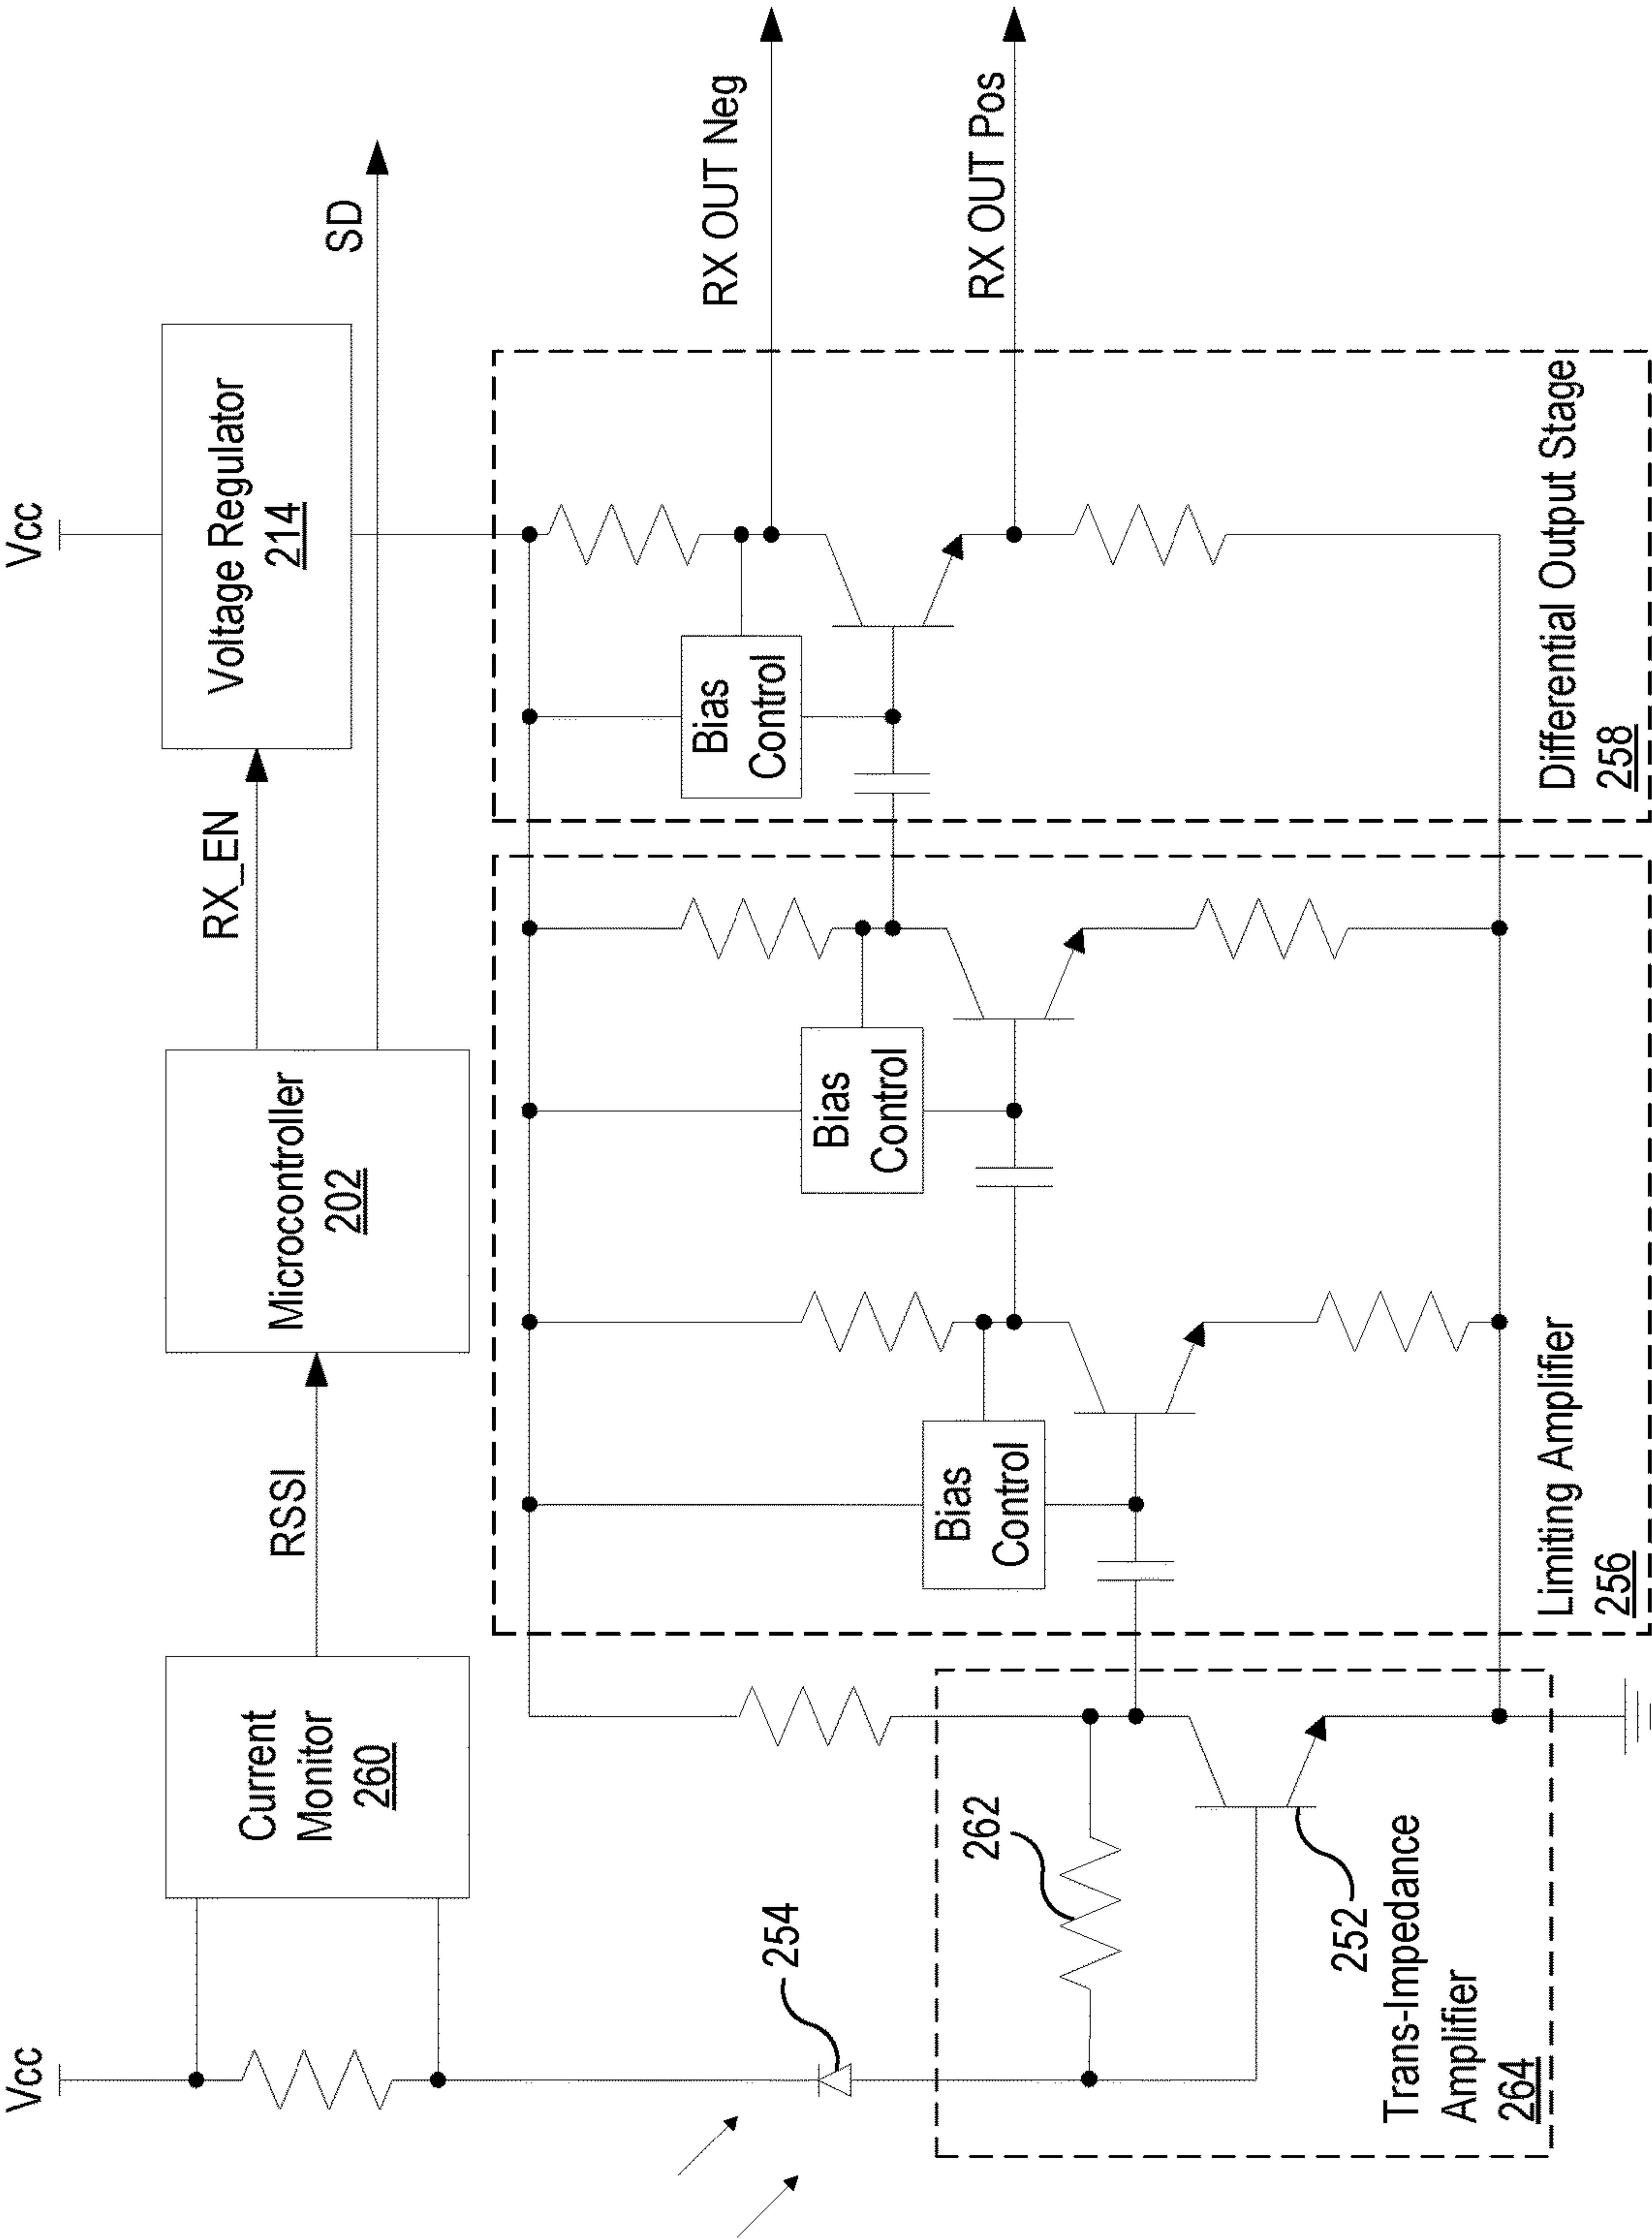 Vcc
Vcc
Current
Monitor
260
RSSI
Microcontroller
202
RX_EN
Voltage Regulator
214
SD
254
262
252
Trans-Impedance
Amplifier
264
Bias
Control
Bias
Control
Limiting Amplifier
256
Bias
Control
Differential Output Stage
258
RX OUT Neg
RX OUT Pos